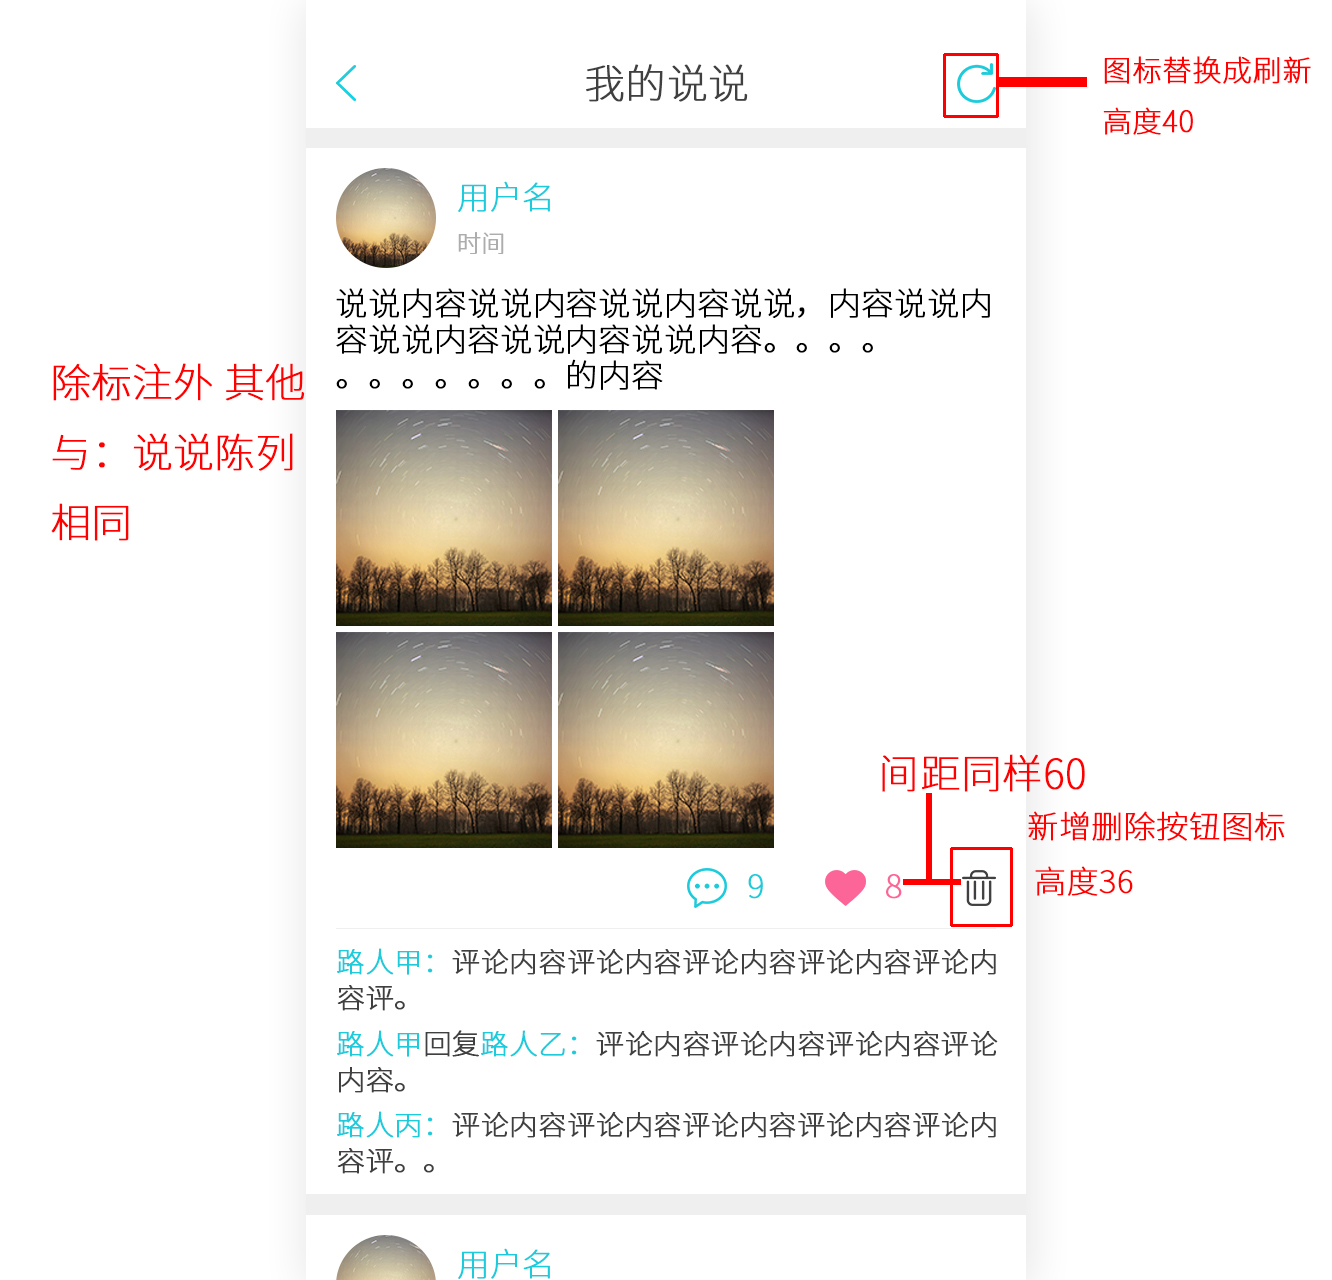 我的说说
图标替换成刷新
高度40
用户名
时间
说说内容说说内容说说内容说说，内容说说内
容说说内容说说内容说说内容。。。。
。。。。。。。的内容
除标注外 其他
与：说说陈列
相同
间距同样60
新增删除按钮图标
高度36
9
8
路人甲：评论内容评论内容评论内容评论内容评论内
容评。
路人甲回复路人乙：评论内容评论内容评论内容评论
内容。
路人丙：评论内容评论内容评论内容评论内容评论内
容评。。
用户名